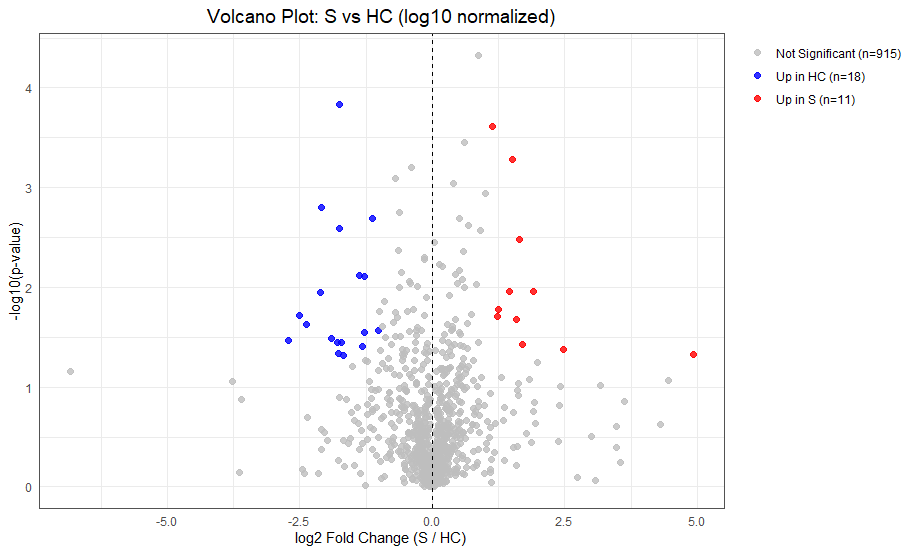 Volcano Plot: S vs HC (log10 normalized)
Not Significant (n=915)
Up in HC (n=18)
Up in S (n=11)
-log10(p-value)
4
3
2
1
0
-5.0
-2.5
0.0
2.5
5.0
log2 Fold Change (S / HC)